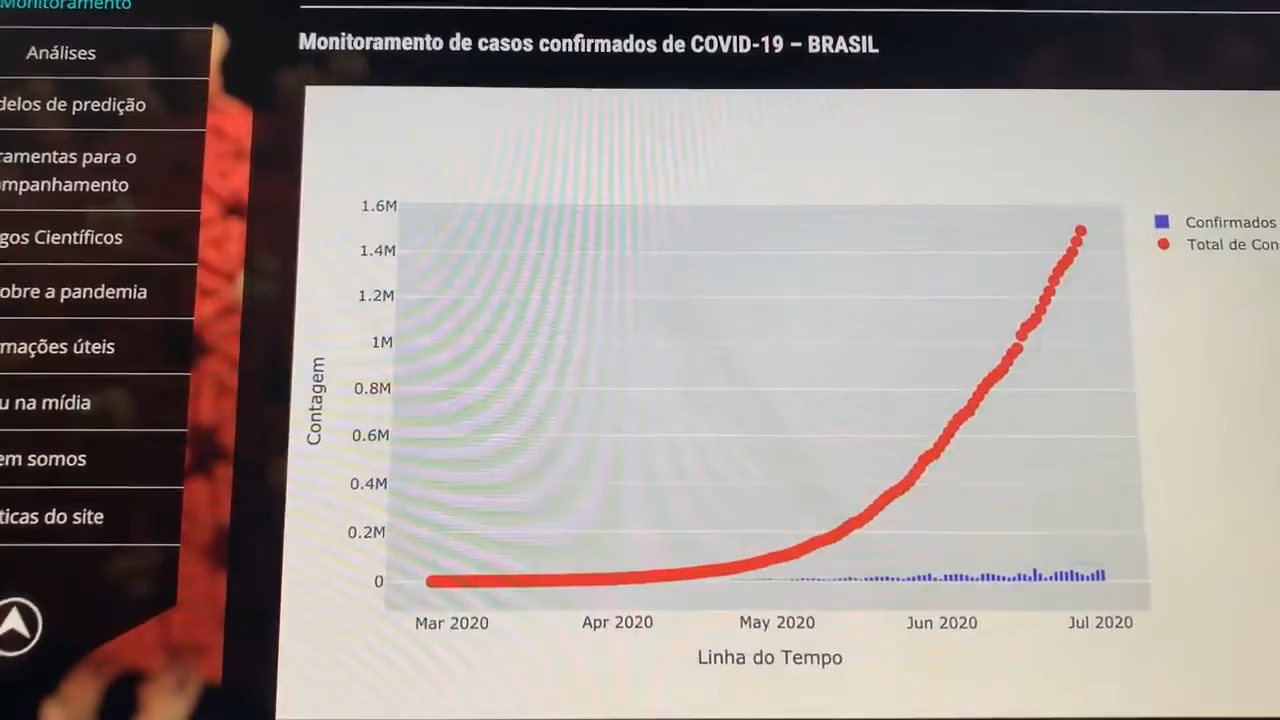 Monitoramento
Análises
delos de predição
ramentas para o
mpanhamento
gos Científicos
obre a pandemia
mações úteis
u na mídia
em somos
ticas do site
Monitoramento de casos confirmados de COVID-19 – BRASIL
1.6M
1.4M
1.2M
1M
0.8M
0.6M
0.4M
0.2M
0
Contagem
Mar 2020
Apr 2020
May 2020
Jun 2020
Jul 2020
Linha do Tempo
Confirmados
Total de Con